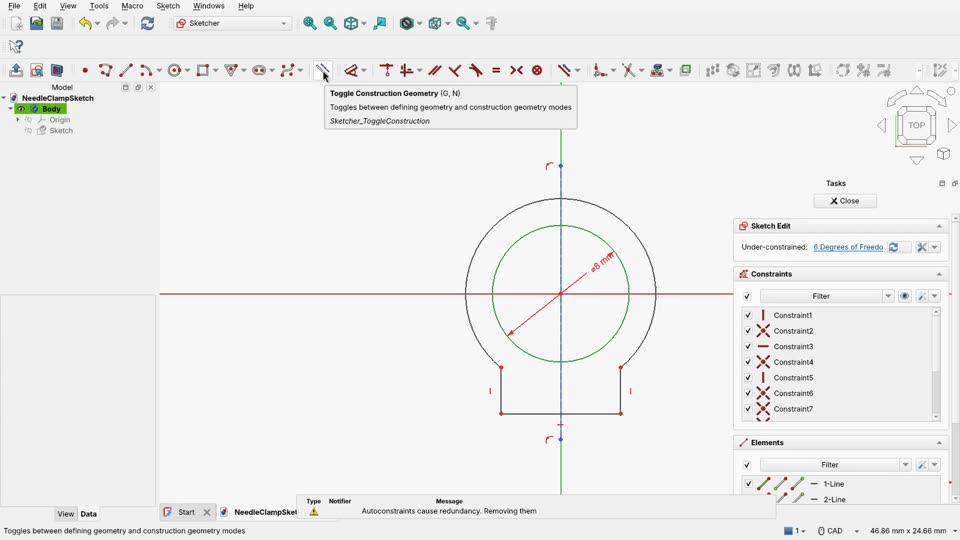 File Edit View Tools Macro Sketch Analysis Windows Help
Sketcher
Model
NeedleClampSketch
Body
Origin
Sketch
Toggle Construction Geometry (G, N)
Toggles between defining geometry and construction geometry modes
Sketcher_ToggleConstruction
TOP
⌀8 mm
Tasks
Close
Sketch Edit
Under-constrained: 6 Degrees of Freedo
Constraints
Filter
Constraint1
Constraint2
Constraint3
Constraint4
Constraint5
Constraint6
Constraint7
Elements
Filter
1-Line
2-Line
View Data
Start
NeedleClampSket
Type Notifier Message
Autoconstraints cause redundancy. Removing them
Toggles between defining geometry and construction geometry modes
1 CAD 46.86 mm x 24.66 mm